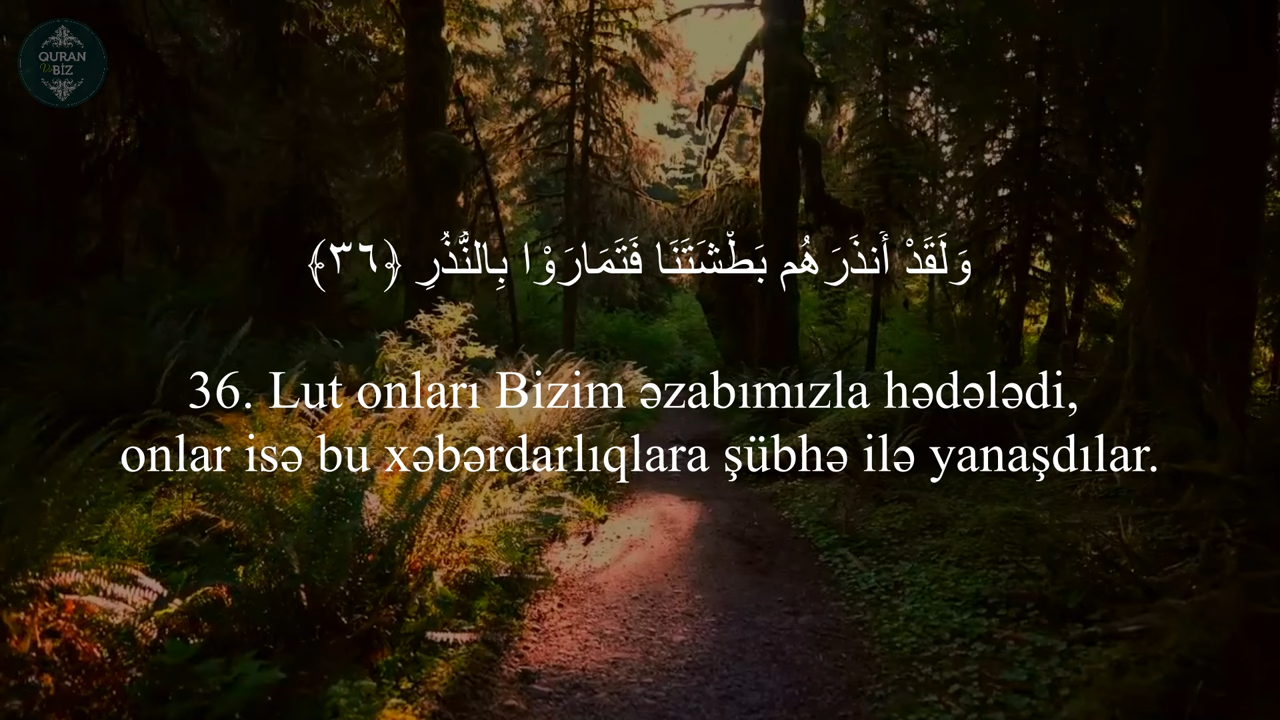 QURAN
Və
BİZ
وَلَقَدْ أَنذَرَهُم بَطْشَتَنَا فَتَمَارَوْا بِالنُّذُرِ ﴿٣٦﴾
36. Lut onları Bizim əzabımızla hədələdi,
onlar isə bu xəbərdarlıqlara şübhə ilə yanaşdılar.